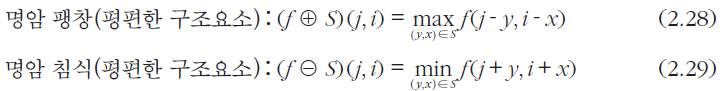 명암 팽창(평편한 구조요소) : (f ⊕ S)(j, i) = max_{(y,x)∈S} f(j-y, i-x) (2.28)
명암 침식(평편한 구조요소) : (f ⊖ S)(j, i) = min_{(y,x)∈S} f(j+y, i+x) (2.29)